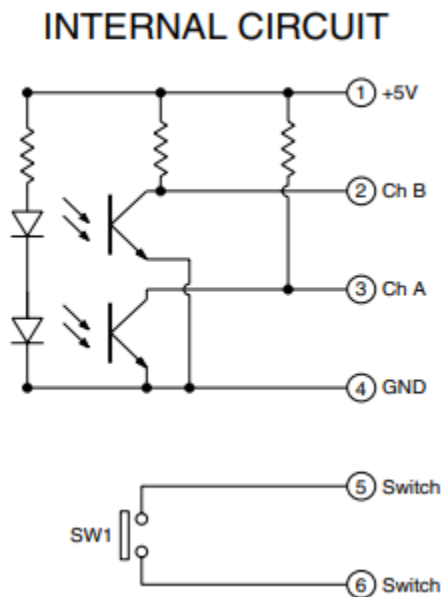 INTERNAL CIRCUIT
1 +5V
2 Ch B
3 Ch A
4 GND
5 Switch
SW1
6 Switch